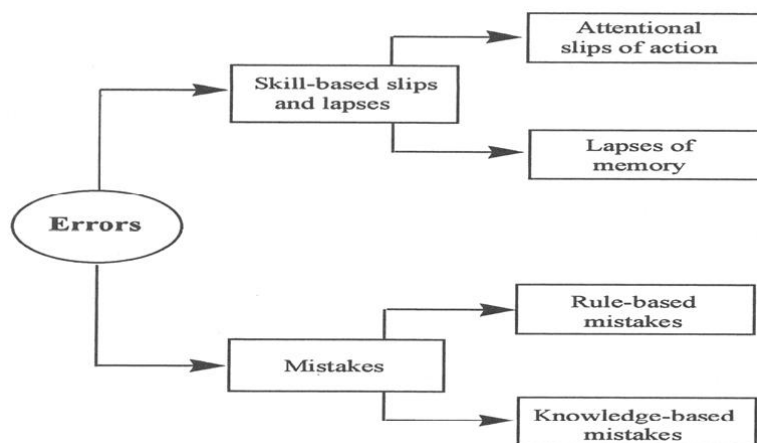 Attentional
slips of action
Skill-based slips
and lapses
Lapses of
memory
Errors
Rule-based
mistakes
Mistakes
Knowledge-based
mistakes